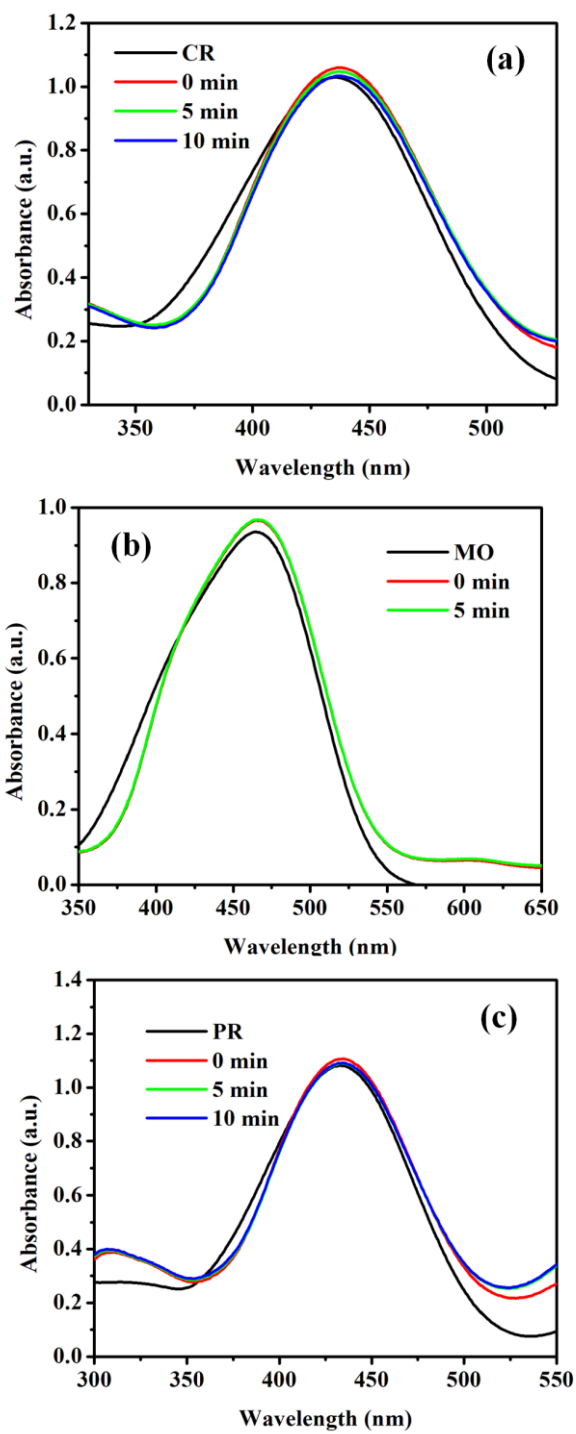 (a)
CR
0 min
5 min
10 min
1.2
1.0
0.8
0.6
0.4
0.2
0.0
Absorbance (a.u.)
350 400 450 500
Wavelength (nm)
(b)
MO
0 min
5 min
1.0
0.8
0.6
0.4
0.2
0.0
Absorbance (a.u.)
350 400 450 500 550 600 650
Wavelength (nm)
(c)
PR
0 min
5 min
10 min
1.4
1.2
1.0
0.8
0.6
0.4
0.2
0.0
Absorbance (a.u.)
300 350 400 450 500 550
Wavelength (nm)